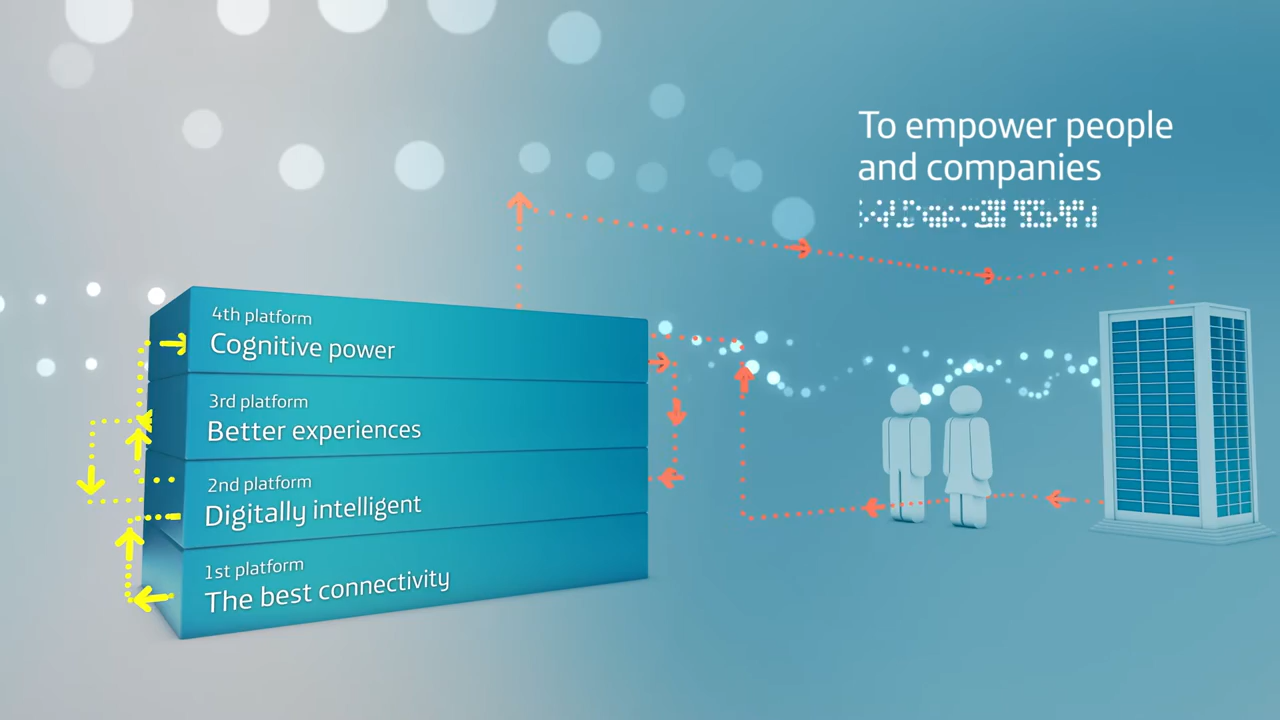 To empower people
and companies
4th platform
Cognitive power
3rd platform
Better experiences
2nd platform
Digitally intelligent
1st platform
The best connectivity